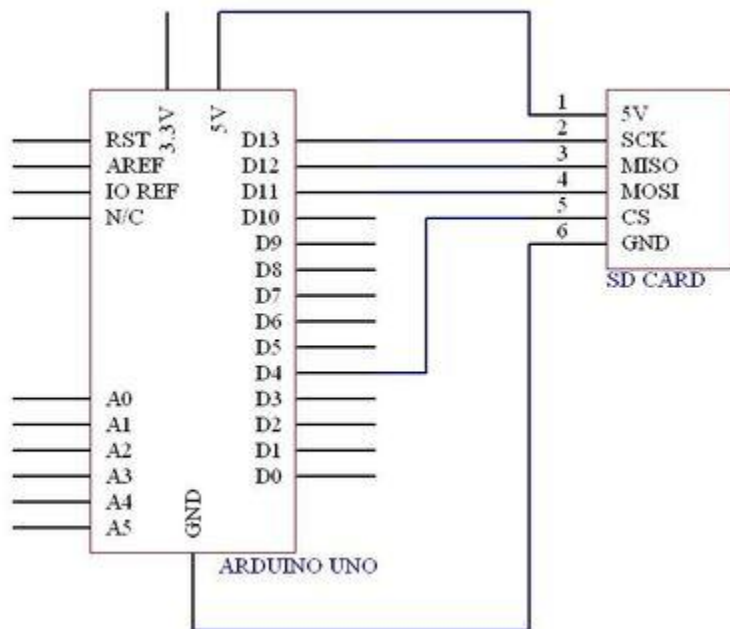 3.3V
5V
RST
AREF
IO REF
N/C
A0
A1
A2
A3
A4
A5
GND
D13
D12
D11
D10
D9
D8
D7
D6
D5
D4
D3
D2
D1
D0
ARDUINO UNO
1
2
3
4
5
6
5V
SCK
MISO
MOSI
CS
GND
SD CARD